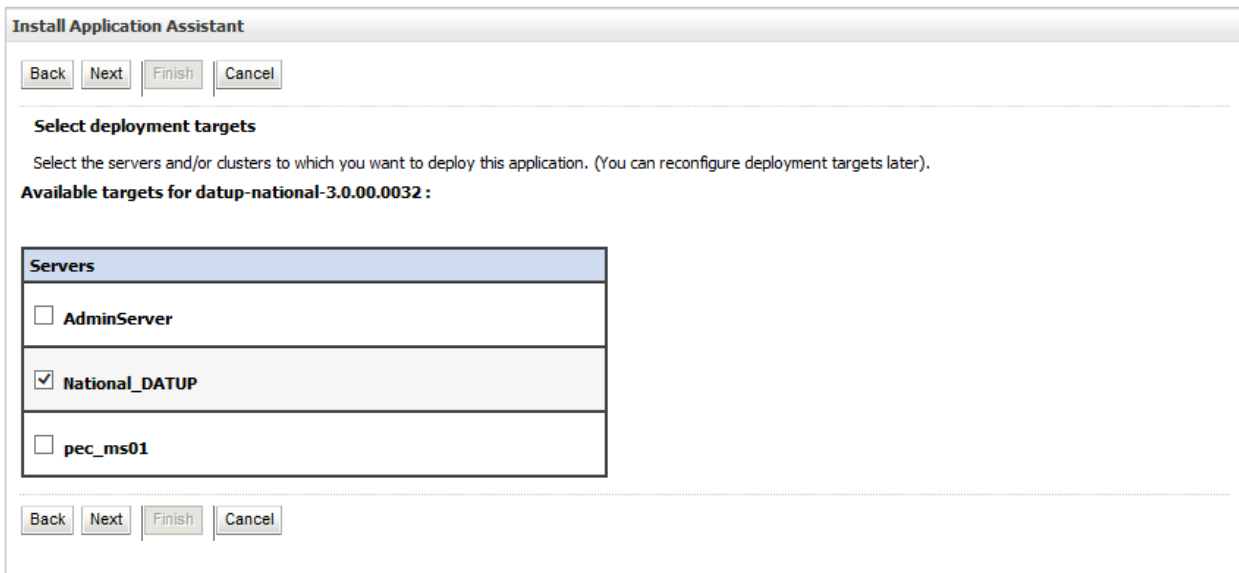 Install Application Assistant
Back Next Finish Cancel
Select deployment targets
Select the servers and/or clusters to which you want to deploy this application. (You can reconfigure deployment targets later).
Available targets for datup-national-3.0.00.0032 :
Servers
AdminServer
National_DATUP
pec_ms01
Back Next Finish Cancel